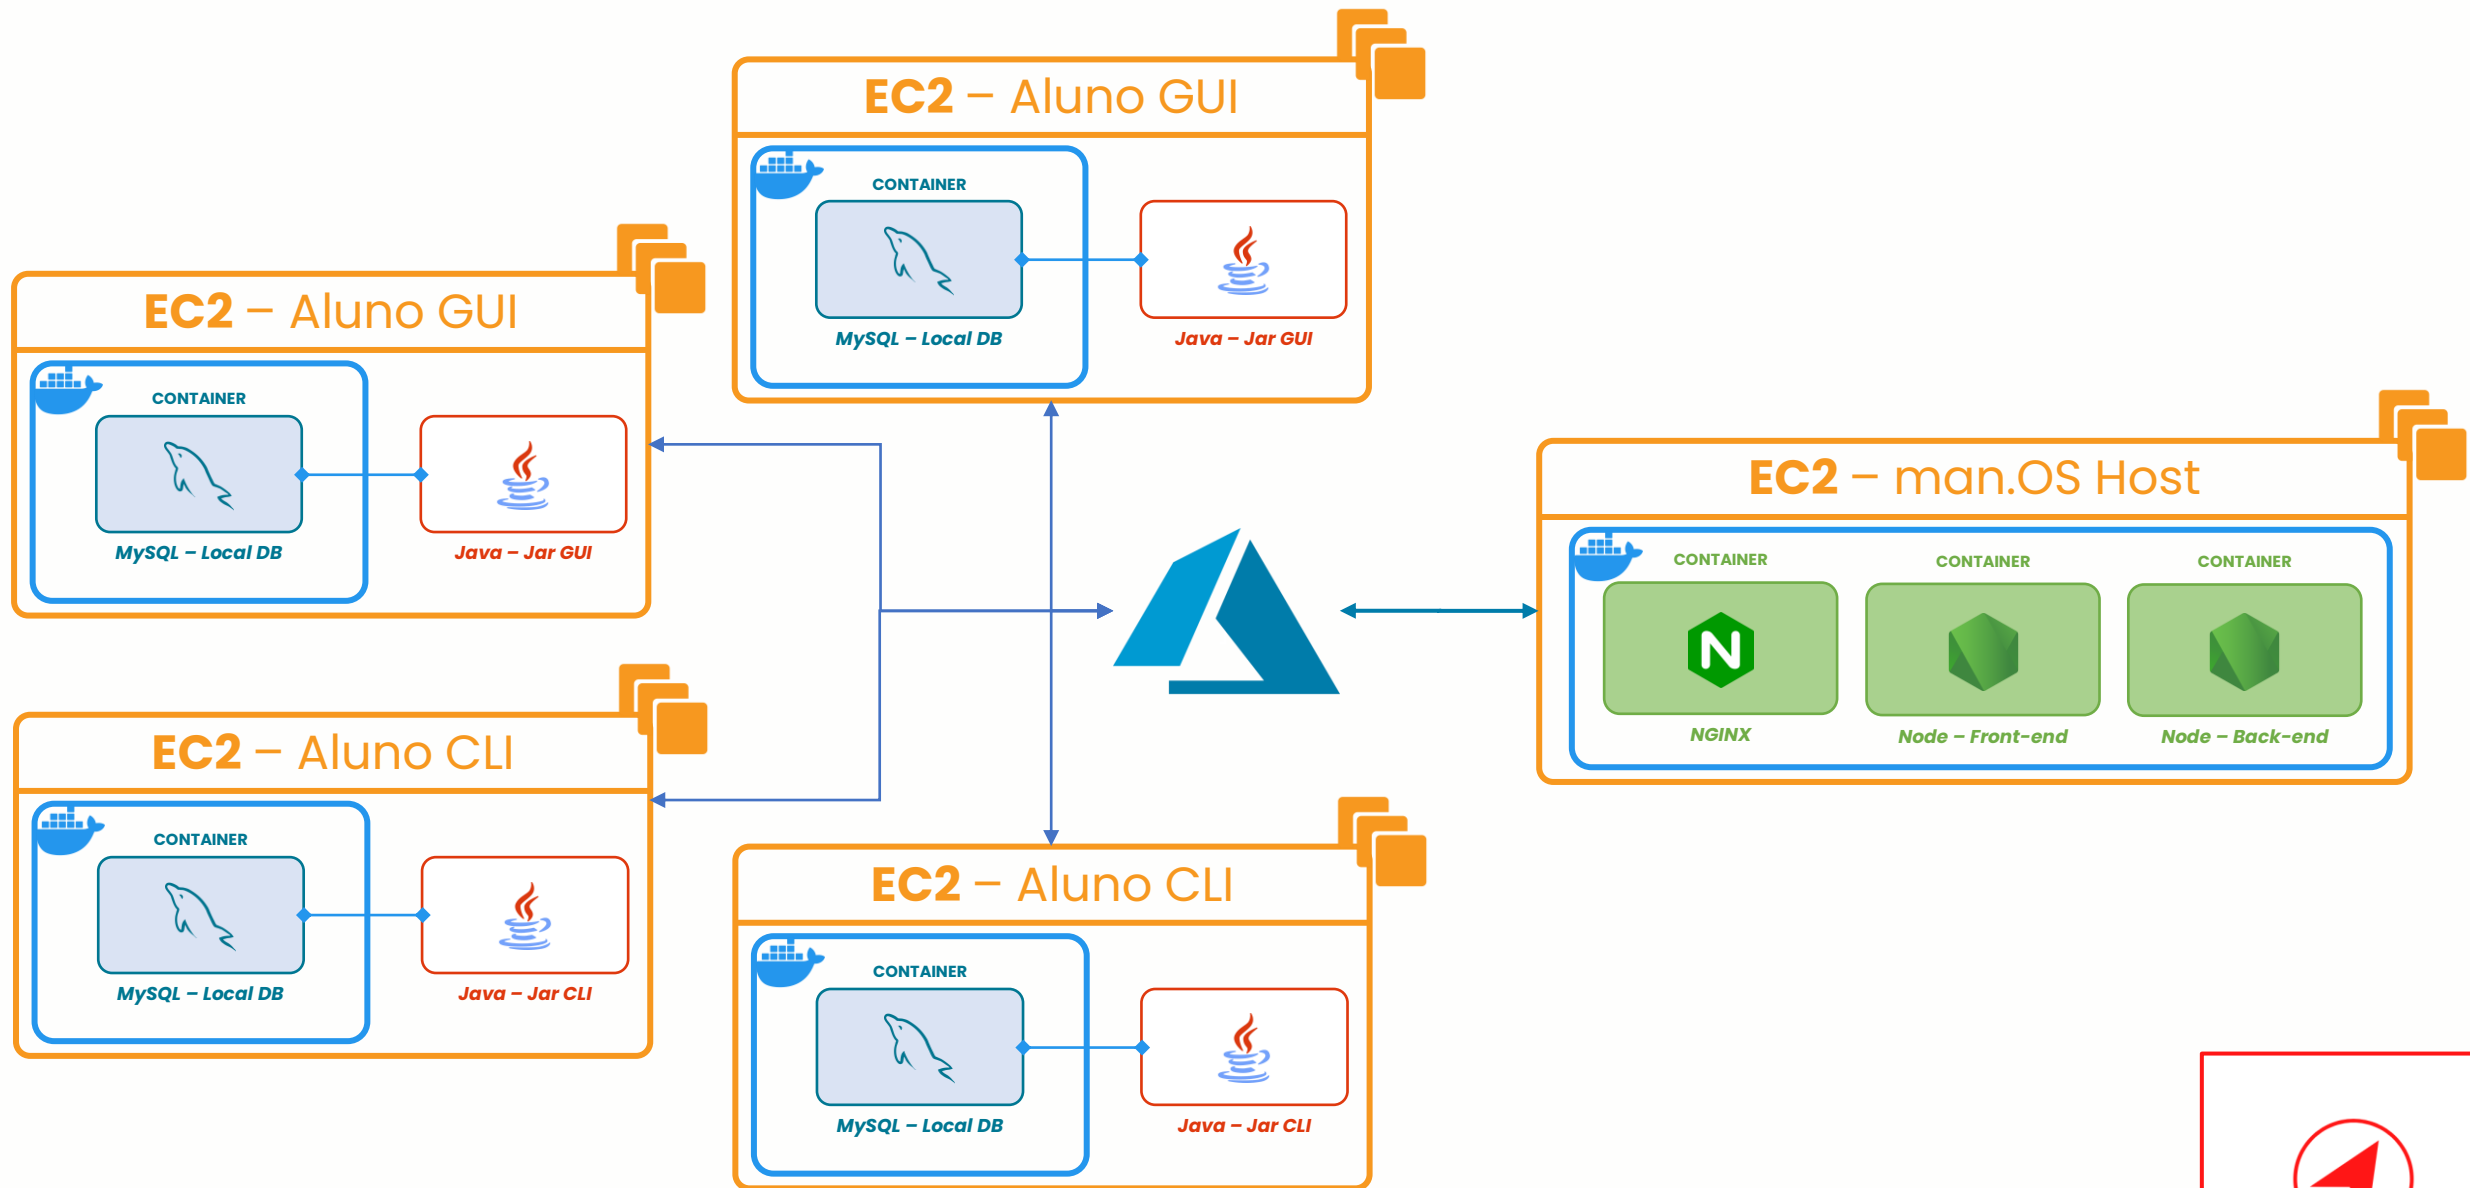 EC2 – Aluno GUI
CONTAINER
MySQL – Local DB
Java – Jar GUI
EC2 – Aluno GUI
CONTAINER
MySQL – Local DB
Java – Jar GUI
EC2 – man.OS Host
CONTAINER
CONTAINER
CONTAINER
N
NGINX
Node – Front-end
Node – Back-end
EC2 – Aluno CLI
CONTAINER
MySQL – Local DB
Java – Jar CLI
EC2 – Aluno CLI
CONTAINER
MySQL – Local DB
Java – Jar CLI